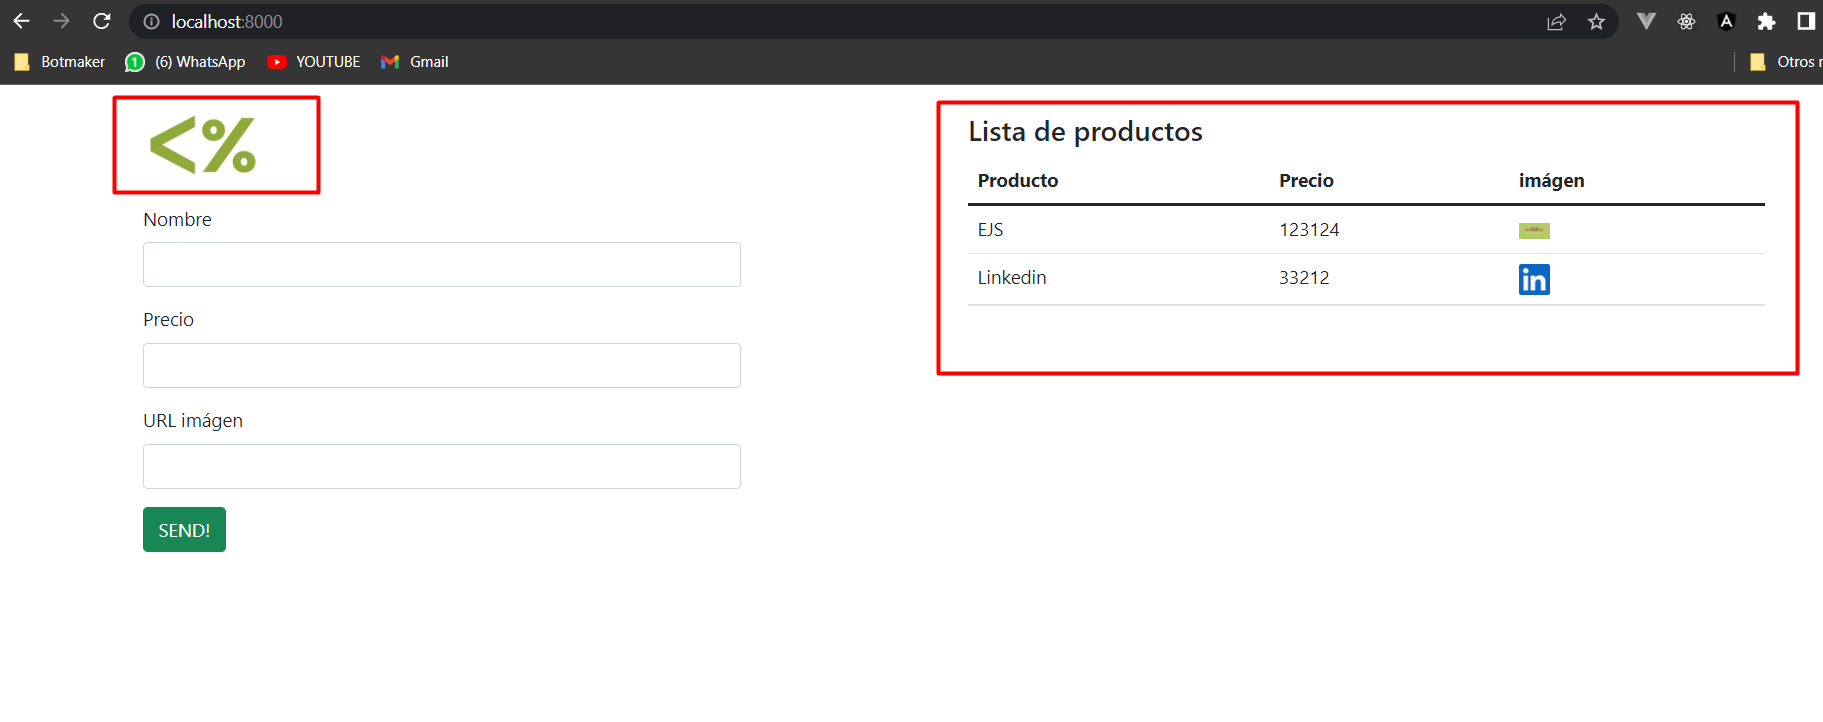 localhost:8000
Botmaker
(6) WhatsApp
YOUTUBE
Gmail
Otros
<%
Nombre
Precio
URL imágen
SEND!
Lista de productos
Producto Precio imágen
EJS 123124
Linkedin 33212
in